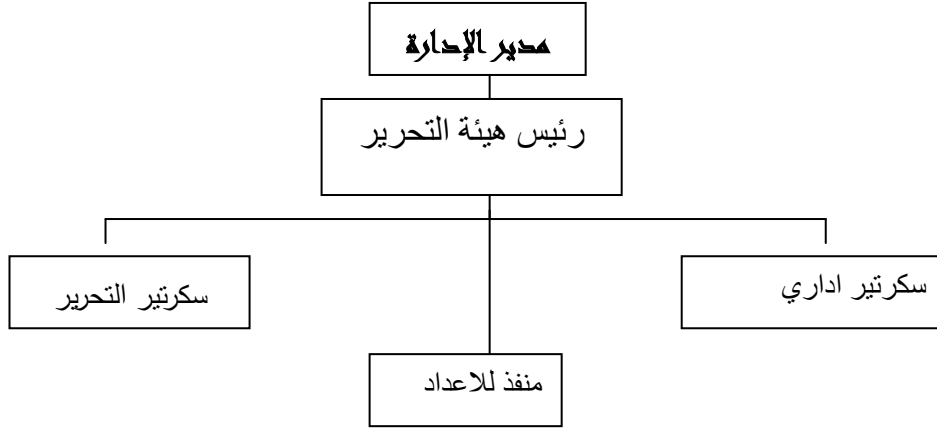 مدير الإدارة
رئيس هيئة التحرير
سكرتير اداري
سكرتير التحرير
منفذ للاعداد